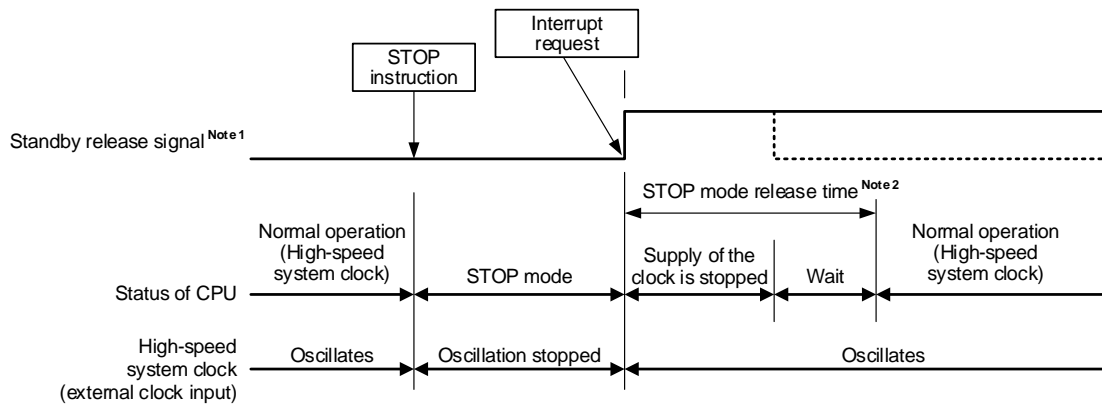 Interrupt
request
STOP
instruction
Standby release signal Note 1
STOP mode release time Note 2
Normal operation
(High-speed
system clock)
Supply of the
clock is stopped
Normal operation
(High-speed
system clock)
Status of CPU
STOP mode
Wait
High-speed
system clock
(external clock input)
Oscillates
Oscillation stopped
Oscillates